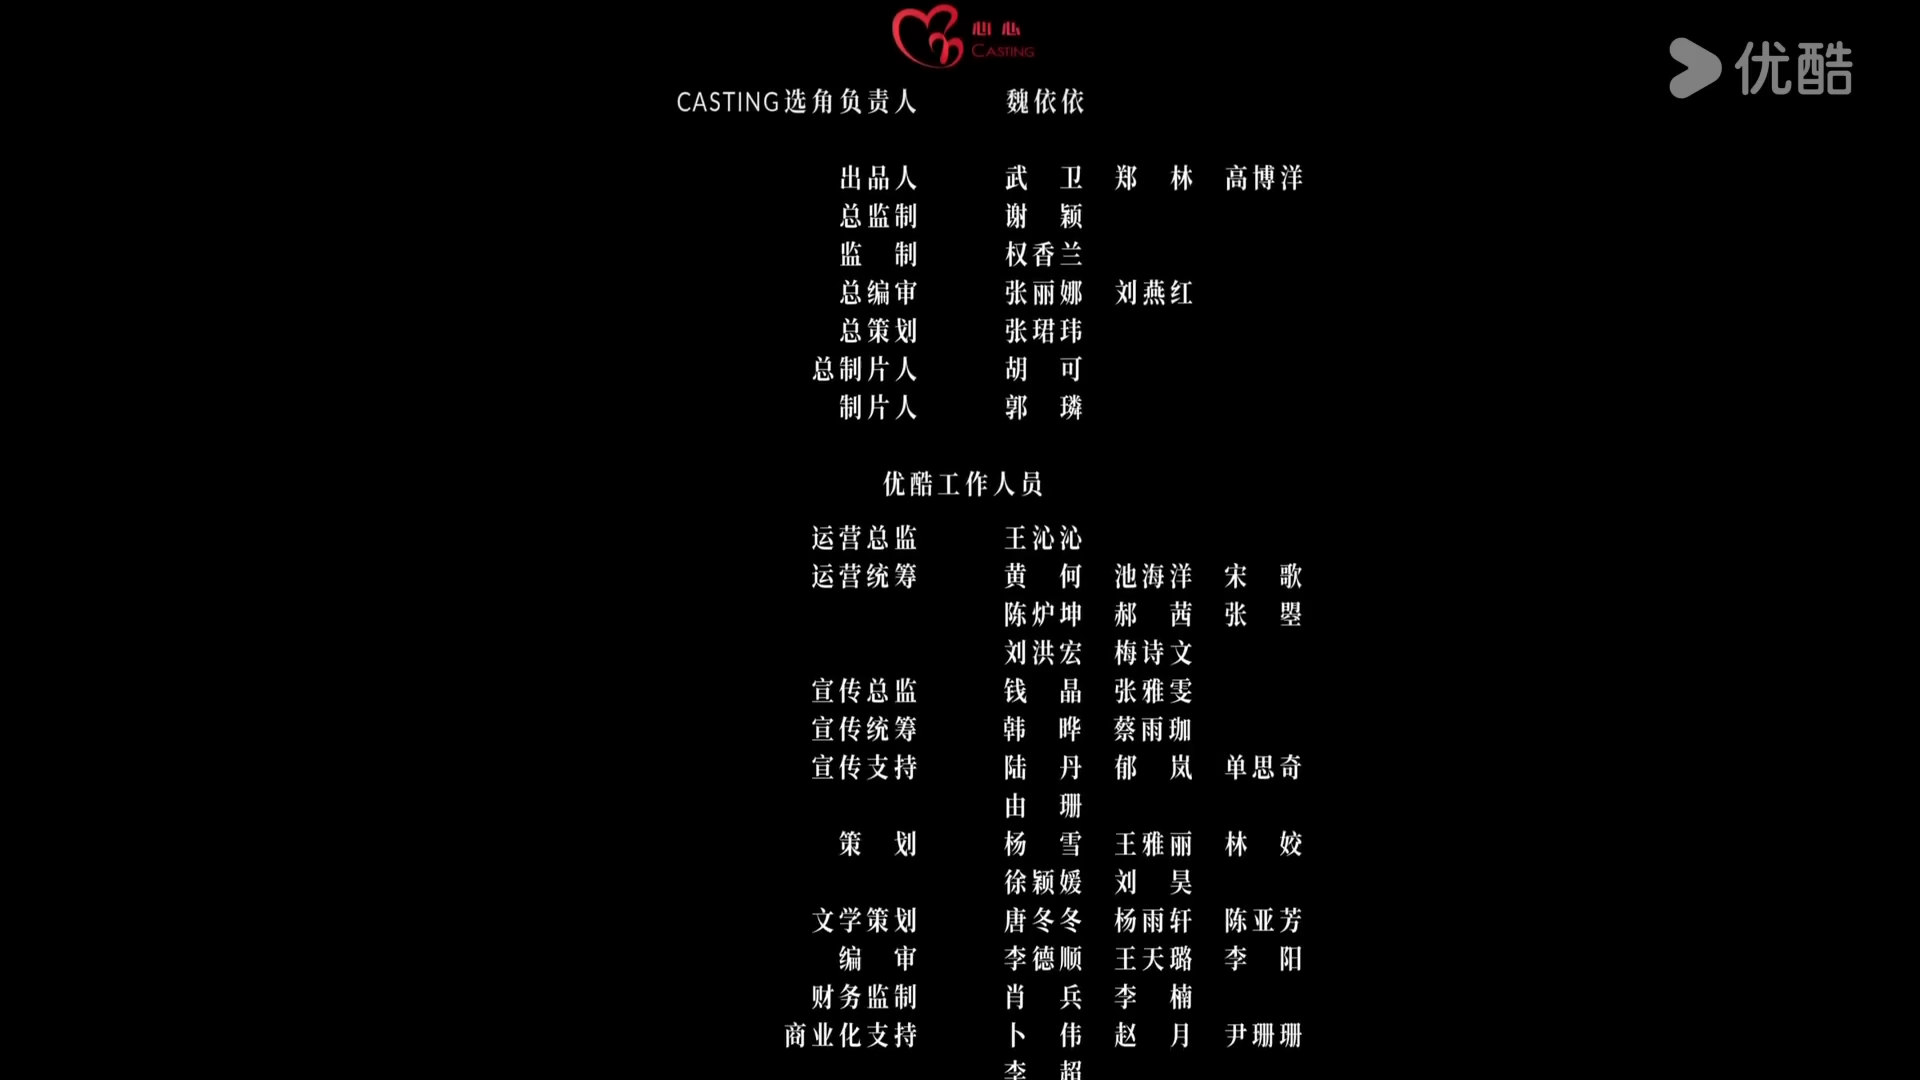 心心
CASTING
优酷
CASTING选角负责人 魏依依
出品人 武卫 郑林 高博洋
总监制 谢颖
监制 权香兰
总编审 张丽娜 刘燕红
总策划 张珺玮
总制片人 胡可
制片人 郭璘
优酷工作人员
运营总监 王沁沁
运营统筹 黄何 池海洋 宋歌
陈炉坤 郝茜 张曌
刘洪宏 梅诗文
宣传总监 钱晶 张雅雯
宣传统筹 韩晔 蔡雨珈
宣传支持 陆丹 郁岚 单思奇
由珊
策划 杨雪 王雅丽 林姣
徐颖媛 刘昊
文学策划 唐冬冬 杨雨轩 陈亚芳
编审 李德顺 王天璐 李阳
财务监制 肖兵 李楠
商业化支持 卜伟 赵月 尹珊珊
李超